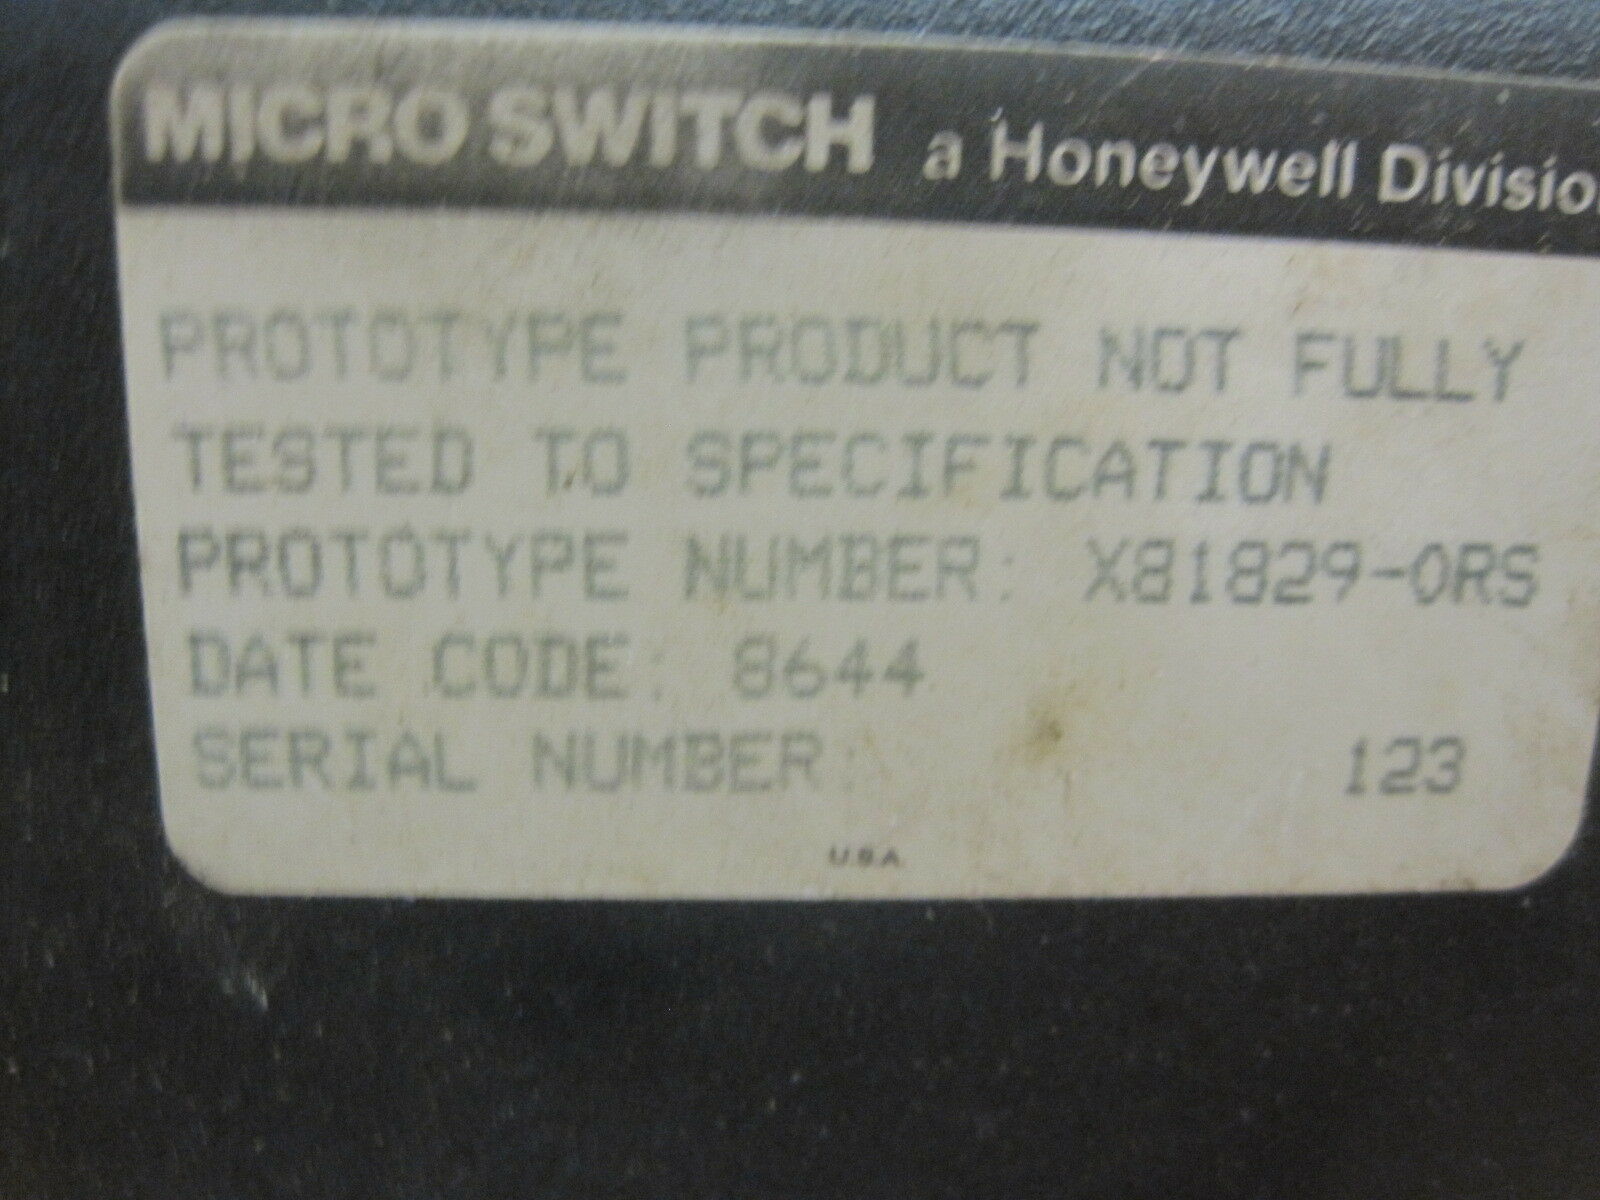 MICRO SWITCH a Honeywell Divisio
PROTOTYPE PRODUCT NOT FULLY
TESTED TO SPECIFICATION
PROTOTYPE NUMBER: X81829-0RS
DATE CODE: 8644
SERIAL NUMBER: 123
U.S.A.